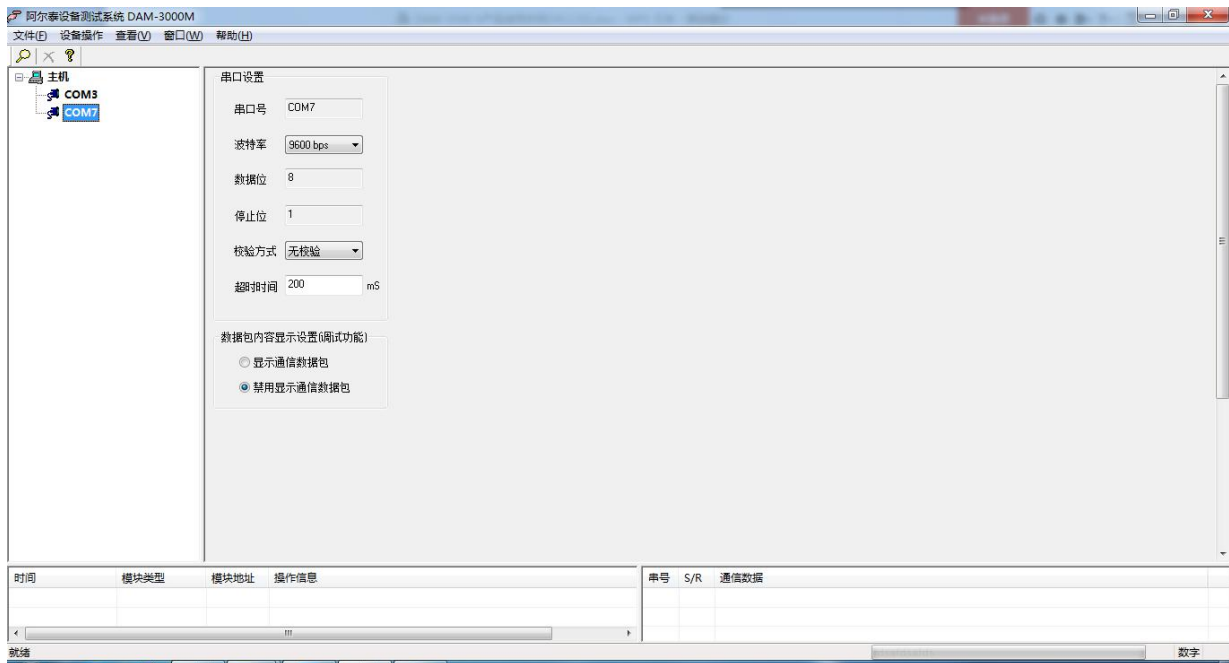 阿尔泰设备测试系统 DAM-3000M
文件(F) 设备操作 查看(V) 窗口(W) 帮助(H)
主机
COM3
COM7
串口设置
串口号 COM7
波特率 9600 bps
数据位 8
停止位 1
校验方式 无校验
超时时间 200 mS
数据包内容显示设置(调试功能)
显示通信数据包
禁用显示通信数据包
时间 模块类型 模块地址 操作信息
串号 S/R 通信数据
就绪 数字